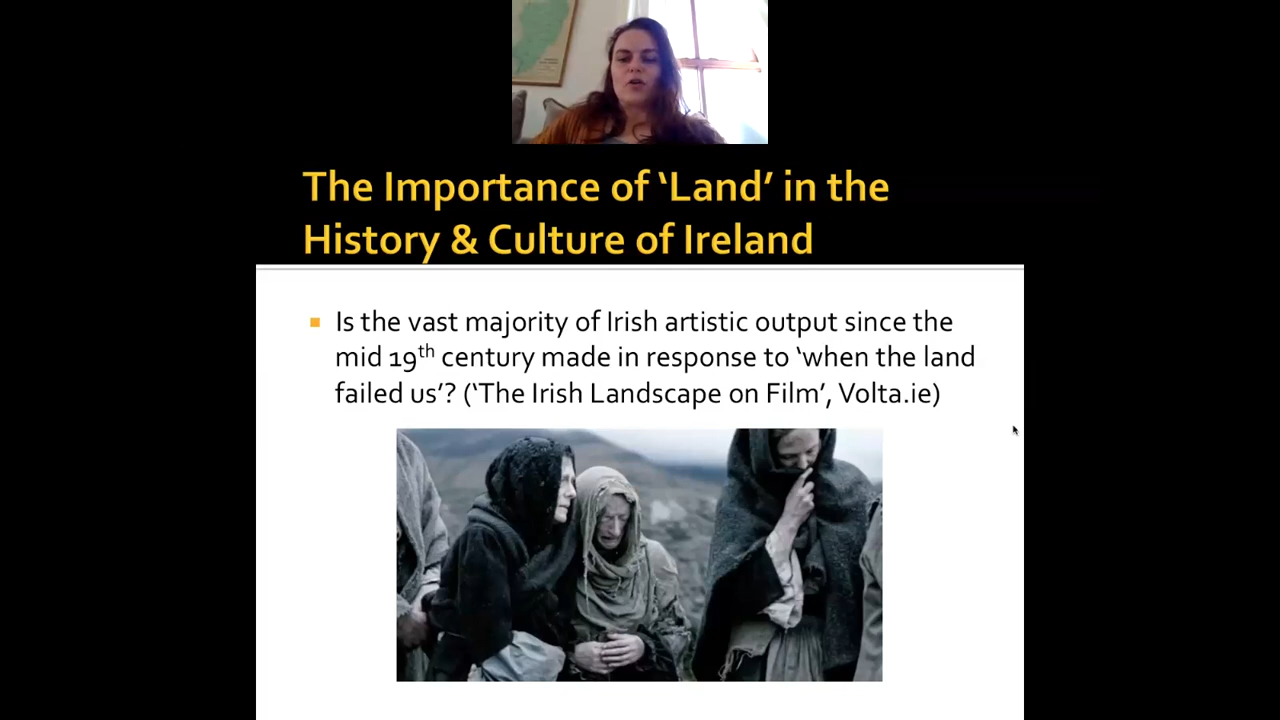 The Importance of ‘Land’ in the
History & Culture of Ireland
Is the vast majority of Irish artistic output since the
mid 19th century made in response to ‘when the land
failed us’? (‘The Irish Landscape on Film’, Volta.ie)